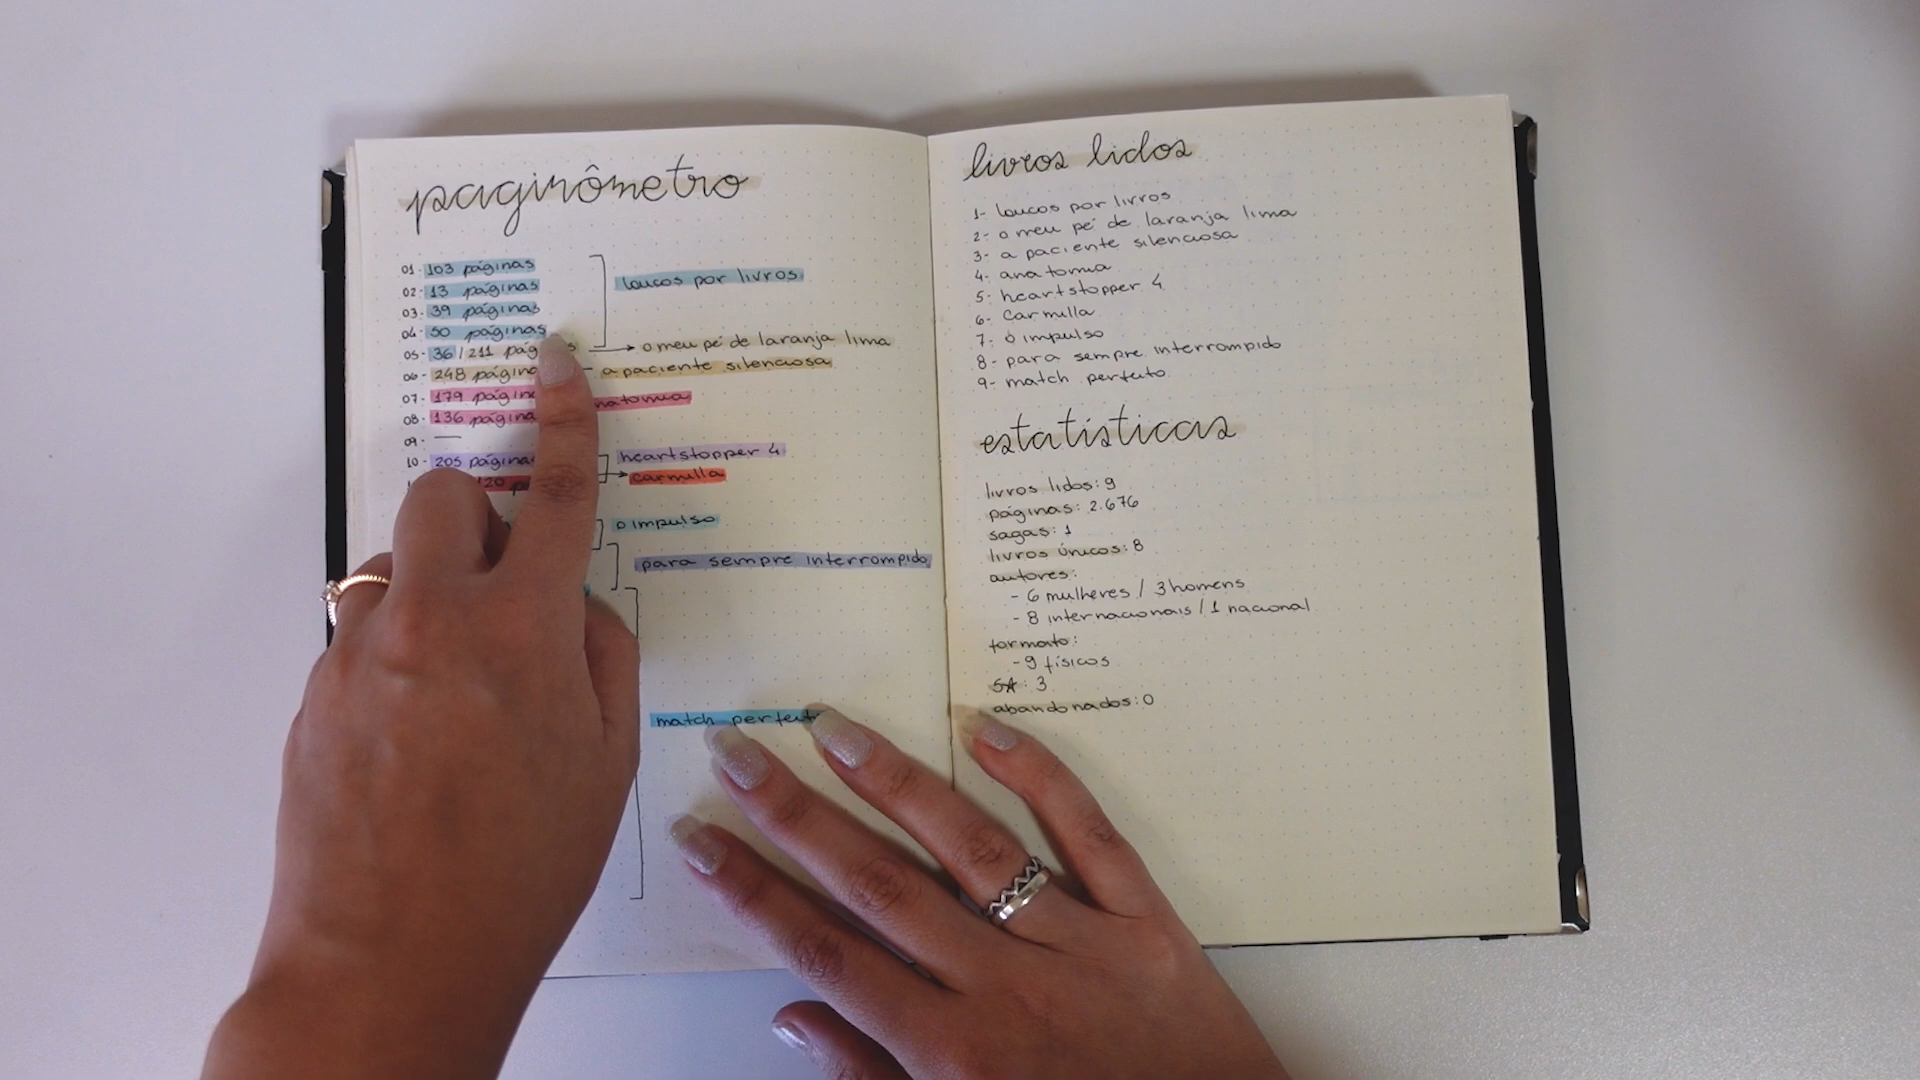 paginômetro
01- 103 páginas
02- 13 páginas
03- 39 páginas
04- 50 páginas
loucos por livros
05- 36 / 211
o meu pé de laranja lima
06- 248
a paciente silenciosa
07- 179
08- 136
09- —
10- 205 páginas
heartstopper 4
120
carmilla
o impulso
para sempre interrompido
match
livros lidos
1- loucos por livros
2- o meu pé de laranja lima
3- a paciente silenciosa
4- anatomia
5- heartstopper 4
6- carmilla
7- o impulso
8- para sempre interrompido
9- match perfeito
estatísticas
livros lidos: 9
páginas: 2.676
sagas: 1
livros únicos: 8
autores:
- 6 mulheres / 3 homens
- 8 internacionais / 1 nacional
formato:
- 9 físicos
5★: 3
abandonados: 0